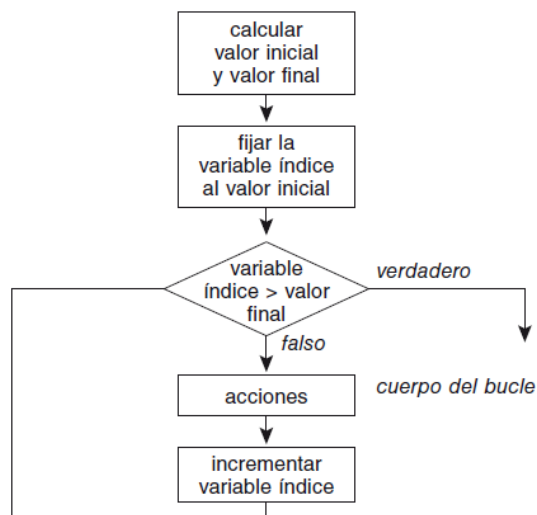 calcular
valor inicial
y valor final
fijar la
variable índice
al valor inicial
variable
índice > valor
final
verdadero
falso
acciones
cuerpo del bucle
incrementar
variable índice